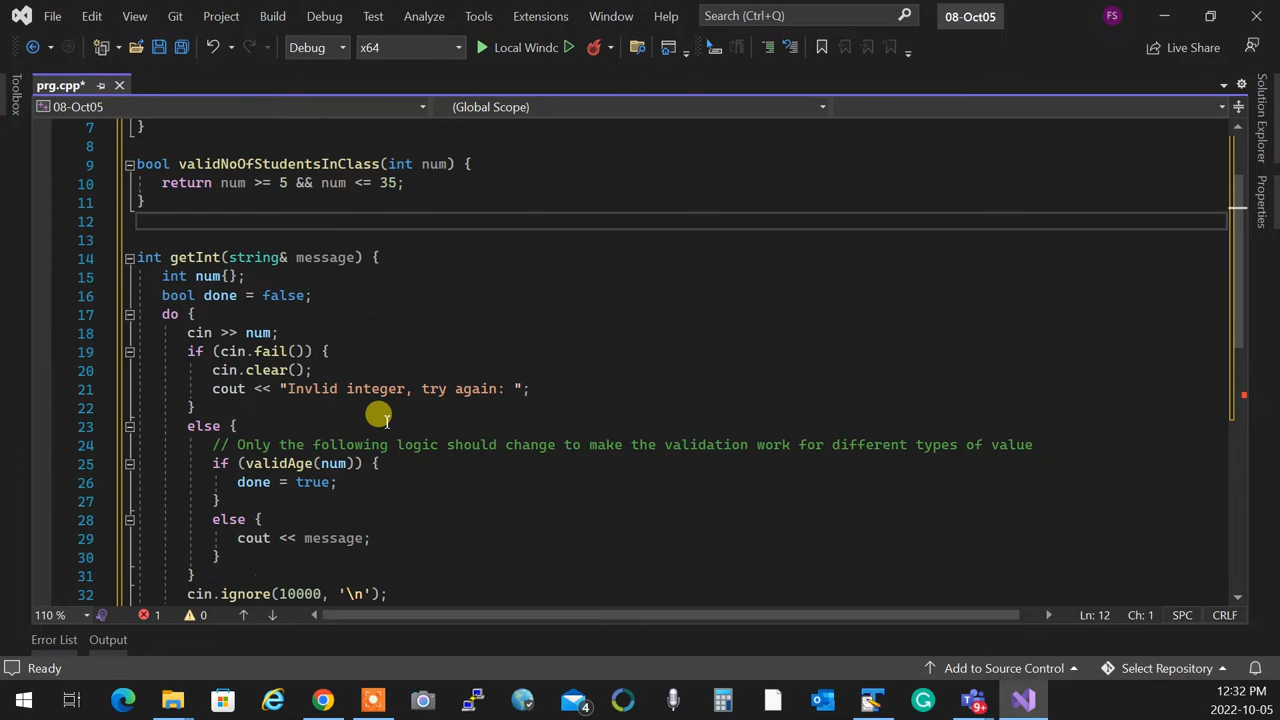 File Edit View Git Project Build Debug Test Analyze Tools Extensions Window Help Search (Ctrl+Q) 08-Oct05 FS
Debug x64 Local Windc Live Share
prg.cpp*
08-Oct05 (Global Scope)
Toolbox
Solution Explorer
Properties
7 }
8
9 bool validNoOfStudentsInClass(int num) {
10 return num >= 5 && num <= 35;
11 }
12
13
14 int getInt(string& message) {
15 int num{};
16 bool done = false;
17 do {
18 cin >> num;
19 if (cin.fail()) {
20 cin.clear();
21 cout << "Invlid integer, try again: ";
22 }
23 else {
24 // Only the following logic should change to make the validation work for different types of value
25 if (validAge(num)) {
26 done = true;
27 }
28 else {
29 cout << message;
30 }
31 }
32 cin.ignore(10000, '\n');
110 % 1 0 Ln: 12 Ch: 1 SPC CRLF
Error List Output
Ready Add to Source Control Select Repository
4 9+ 12:32 PM
2022-10-05